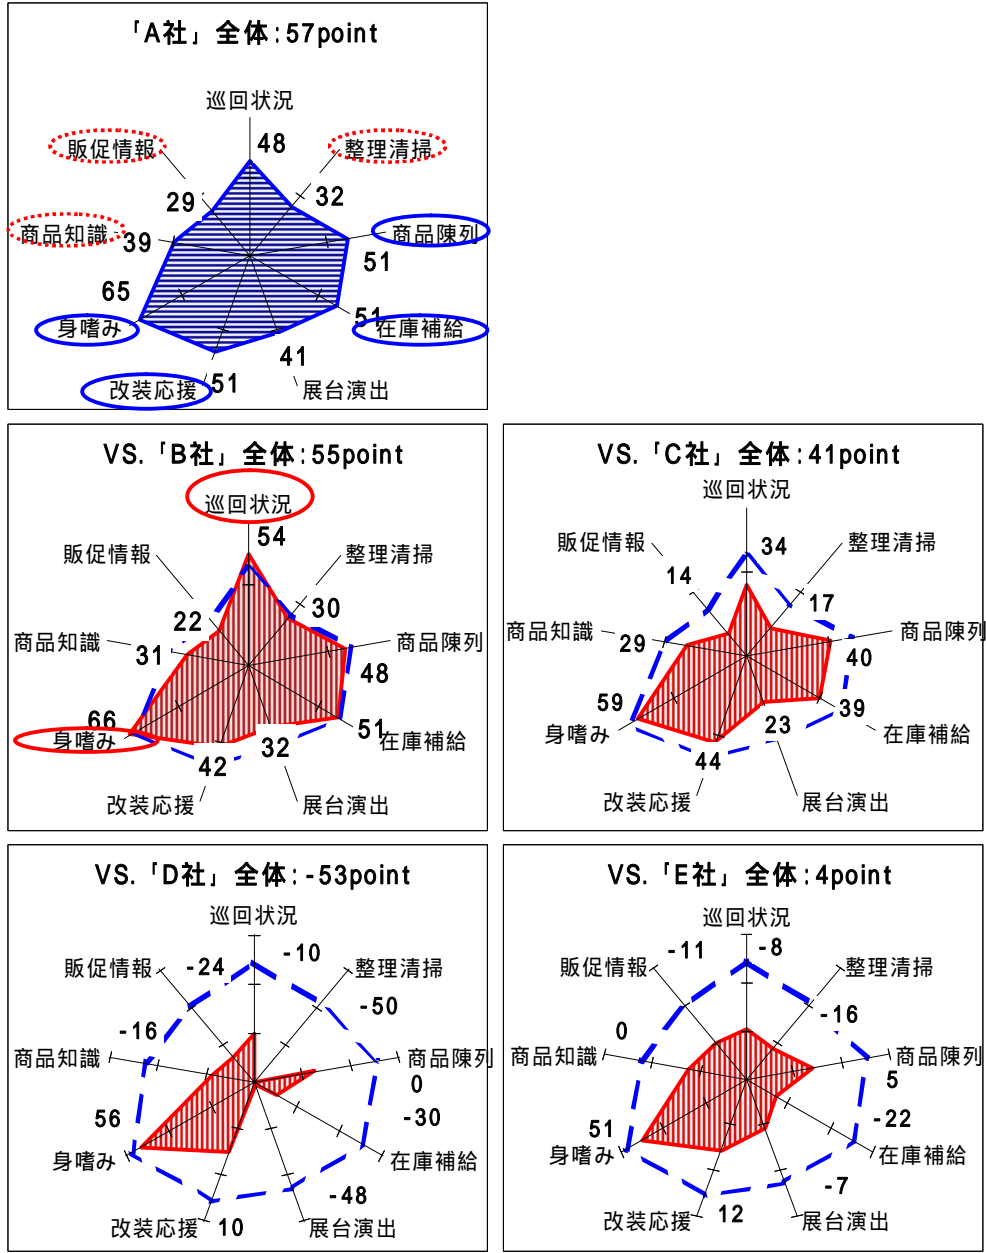 「A社」全体:57point
巡回状況
48
販促情報
整理清掃
29
32
商品知識
39
商品陳列
51
65
51
身嗜み
在庫補給
41
改装応援
51
展台演出
VS.「B社」全体:55point
巡回状況
54
販促情報
整理清掃
22
30
商品知識
31
商品陳列
48
66
51
身嗜み
在庫補給
32
42
改装応援
展台演出
VS.「C社」全体:41point
巡回状況
34
販促情報
整理清掃
14
17
商品知識
29
商品陳列
40
59
39
身嗜み
在庫補給
23
44
改装応援
展台演出
VS.「D社」全体:-53point
巡回状況
-10
-24
販促情報
整理清掃
-50
-16
商品知識
商品陳列
0
56
-30
身嗜み
在庫補給
-48
10
改装応援
展台演出
VS.「E社」全体:4point
巡回状況
-11
-8
販促情報
整理清掃
-16
0
商品知識
商品陳列
5
51
-22
身嗜み
在庫補給
-7
12
改装応援
展台演出